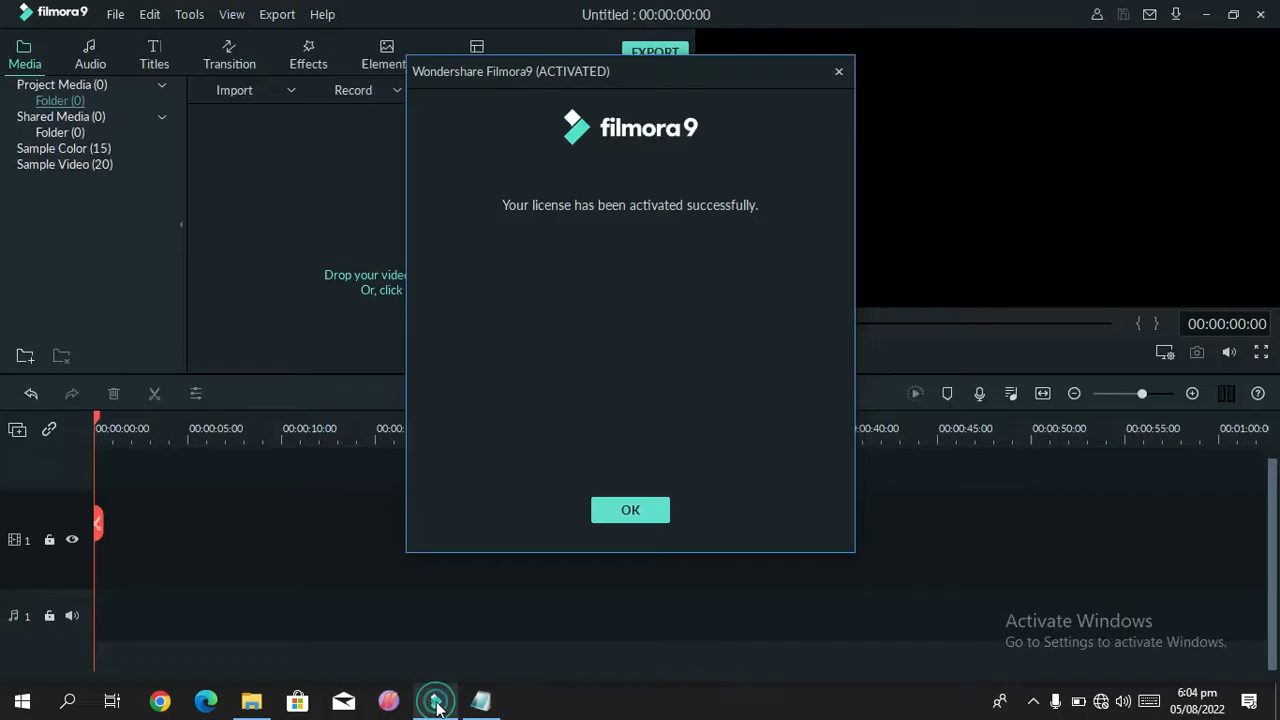 filmora9 File Edit Tools View Export Help Untitled : 00:00:00:00
Media Audio Titles Transition Effects Element EXPORT
Project Media (0)
Folder (0)
Shared Media (0)
Folder (0)
Sample Color (15)
Sample Video (20)
Import Record
Drop your vide
Or, click
Wondershare Filmora9 (ACTIVATED)
filmora9
Your license has been activated successfully.
OK
00:00:00:00
00:00:00:00 00:00:05:00 00:00:10:00 00:00: 00:40:00 00:00:45:00 00:00:50:00 00:00:55:00 00:01:00:0
1
1
Activate Windows
Go to Settings to activate Windows.
6:04 pm
05/08/2022